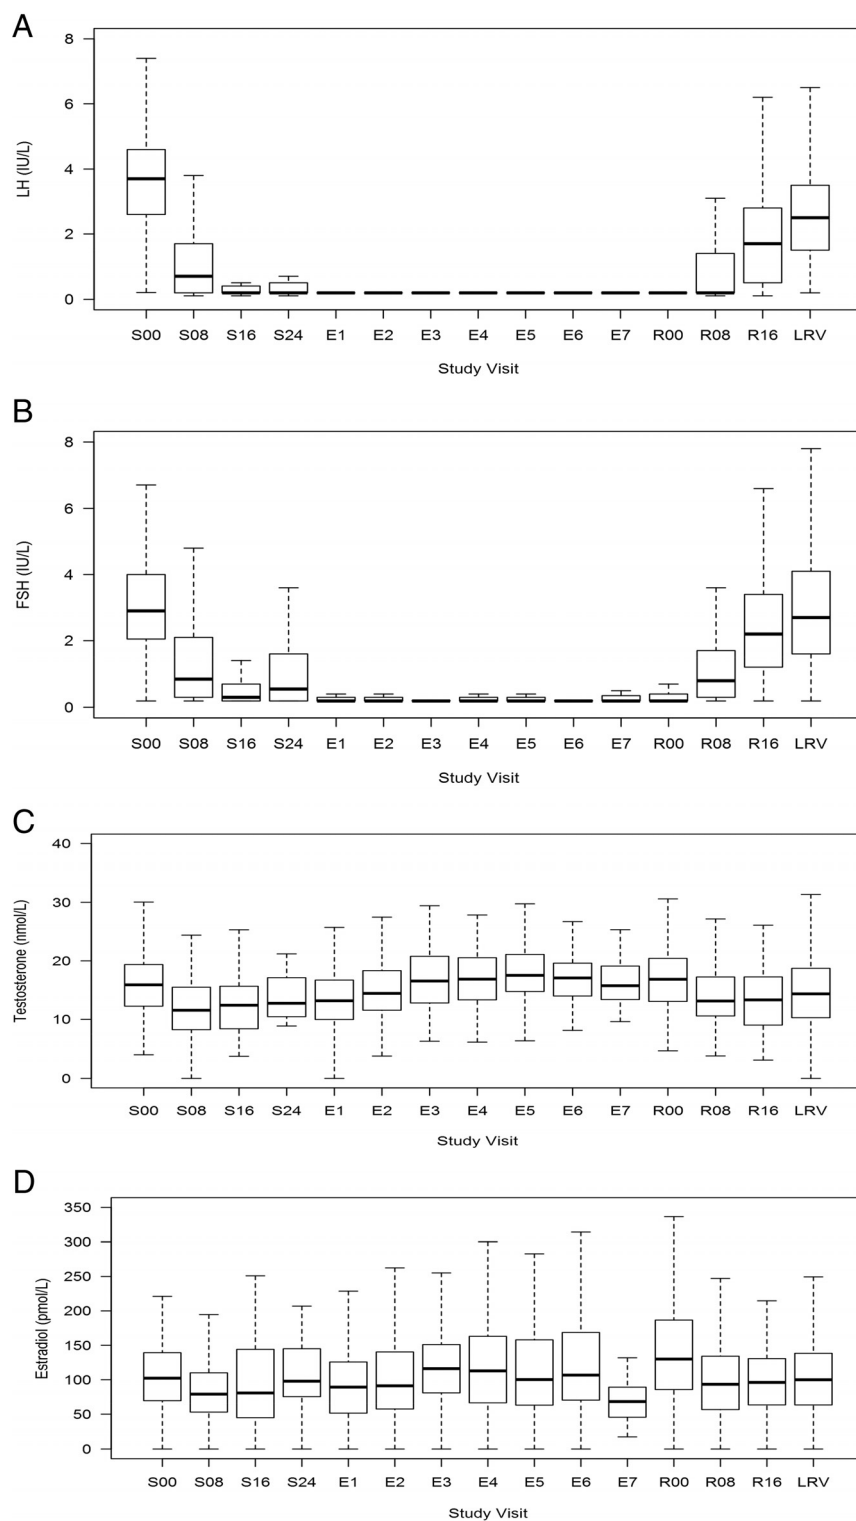 A
8
6
4
2
0
LH (IU/L)
S00 S08 S16 S24 E1 E2 E3 E4 E5 E6 E7 R00 R08 R16 LRV
Study Visit
B
8
6
4
2
0
FSH (IU/L)
S00 S08 S16 S24 E1 E2 E3 E4 E5 E6 E7 R00 R08 R16 LRV
Study Visit
C
40
30
20
10
0
Testosterone (nmol/L)
S00 S08 S16 S24 E1 E2 E3 E4 E5 E6 E7 R00 R08 R16 LRV
Study Visit
D
350
300
250
200
150
100
50
0
Estradiol (pmol/L)
S00 S08 S16 S24 E1 E2 E3 E4 E5 E6 E7 R00 R08 R16 LRV
Study Visit